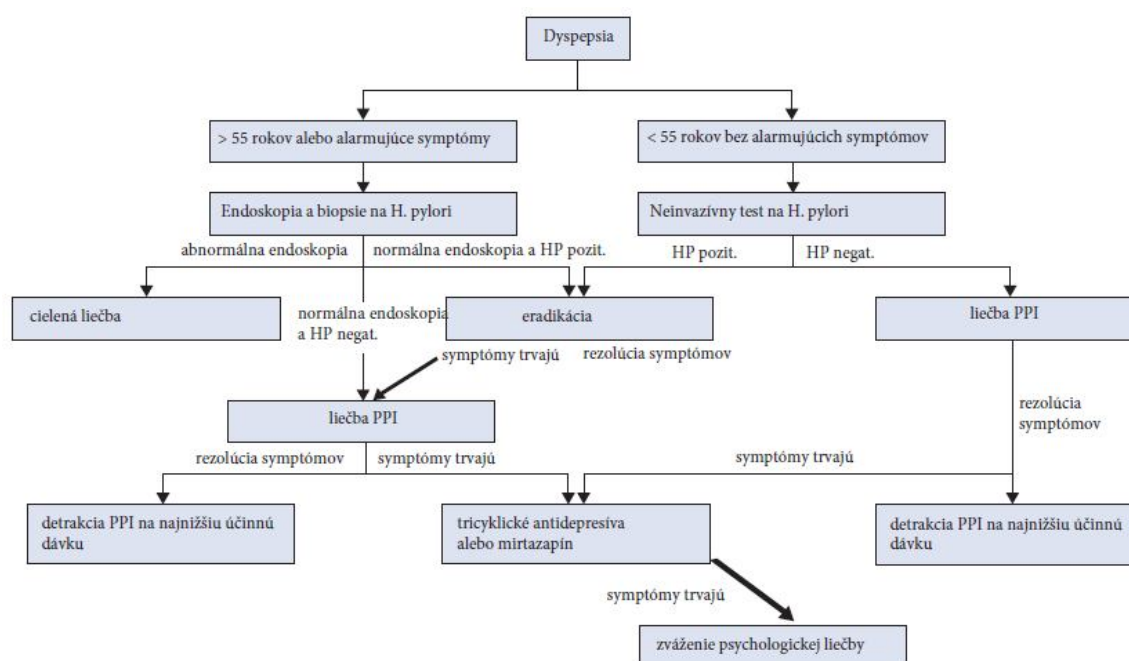 Dyspepsia
> 55 rokov alebo alarmujúce symptómy
< 55 rokov bez alarmujúcich symptómov
Endoskopia a biopsie na H. pylori
Neinvazívny test na H. pylori
abnormálna endoskopia
normálna endoskopia a HP pozit.
HP pozit.
HP negat.
cielená liečba
normálna endoskopia
a HP negat.
eradikácia
liečba PPI
symptómy trvajú
rezolúcia symptómov
liečba PPI
rezolúcia
symptómov
rezolúcia symptómov
symptómy trvajú
symptómy trvajú
detrakcia PPI na najnižšiu účinnú
dávku
tricyklické antidepresíva
alebo mirtazapín
detrakcia PPI na najnižšiu účinnú
dávku
symptómy trvajú
zváženie psychologickej liečby